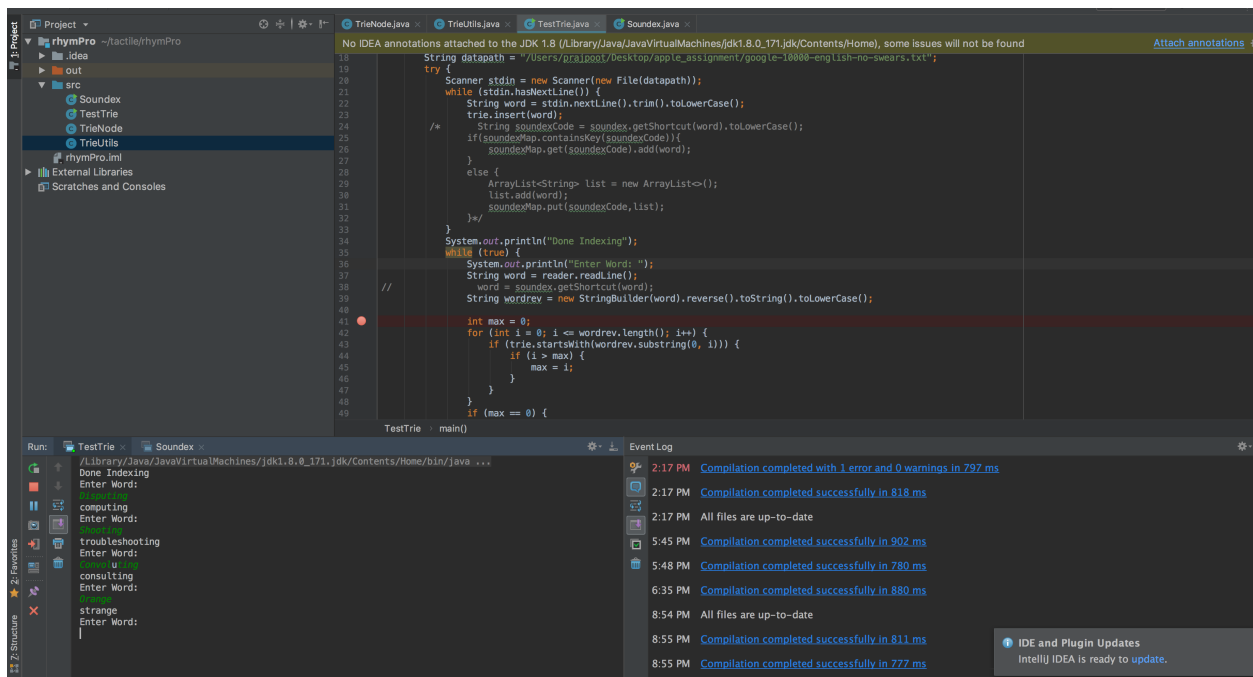 1: Project
Project
rhymPro ~/tactile/rhymPro
.idea
out
src
Soundex
TestTrie
TrieNode
TrieUtils
rhymPro.iml
External Libraries
Scratches and Consoles
TrieNode.java
TrieUtils.java
TestTrie.java
Soundex.java
No IDEA annotations attached to the JDK 1.8 (/Library/Java/JavaVirtualMachines/jdk1.8.0_171.jdk/Contents/Home), some issues will not be found Attach annotations
18 String datapath = "/Users/prajpoot/Desktop/apple_assignment/google-10000-english-no-swears.txt";
19 try {
20 Scanner stdin = new Scanner(new File(datapath));
21 while (stdin.hasNextLine()) {
22 String word = stdin.nextLine().trim().toLowerCase();
23 trie.insert(word);
24 /* String soundexCode = soundex.getShortcut(word).toLowerCase();
25 if(soundexMap.containsKey(soundexCode)){
26 soundexMap.get(soundexCode).add(word);
27 }
28 else {
29 ArrayList<String> list = new ArrayList<>();
30 list.add(word);
31 soundexMap.put(soundexCode,list);
32 }*/
33 }
34 System.out.println("Done Indexing");
35 while (true) {
36 System.out.println("Enter Word: ");
37 String word = reader.readLine();
38 // word = soundex.getShortcut(word);
39 String wordrev = new StringBuilder(word).reverse().toString().toLowerCase();
40
41 int max = 0;
42 for (int i = 0; i <= wordrev.length(); i++) {
43 if (trie.startsWith(wordrev.substring(0, i))) {
44 if (i > max) {
45 max = i;
46 }
47 }
48 }
49 if (max == 0) {
TestTrie › main()
Run: TestTrie Soundex
/Library/Java/JavaVirtualMachines/jdk1.8.0_171.jdk/Contents/Home/bin/java ...
Done Indexing
Enter Word:
Disputing
computing
Enter Word:
Shooting
troubleshooting
Enter Word:
Convoluting
consulting
Enter Word:
Orange
strange
Enter Word:
2: Favorites
7: Structure
Event Log
2:17 PM Compilation completed with 1 error and 0 warnings in 797 ms
2:17 PM Compilation completed successfully in 818 ms
2:17 PM All files are up-to-date
5:45 PM Compilation completed successfully in 902 ms
5:48 PM Compilation completed successfully in 780 ms
6:35 PM Compilation completed successfully in 880 ms
8:54 PM All files are up-to-date
8:55 PM Compilation completed successfully in 811 ms
8:55 PM Compilation completed successfully in 777 ms
IDE and Plugin Updates
IntelliJ IDEA is ready to update.